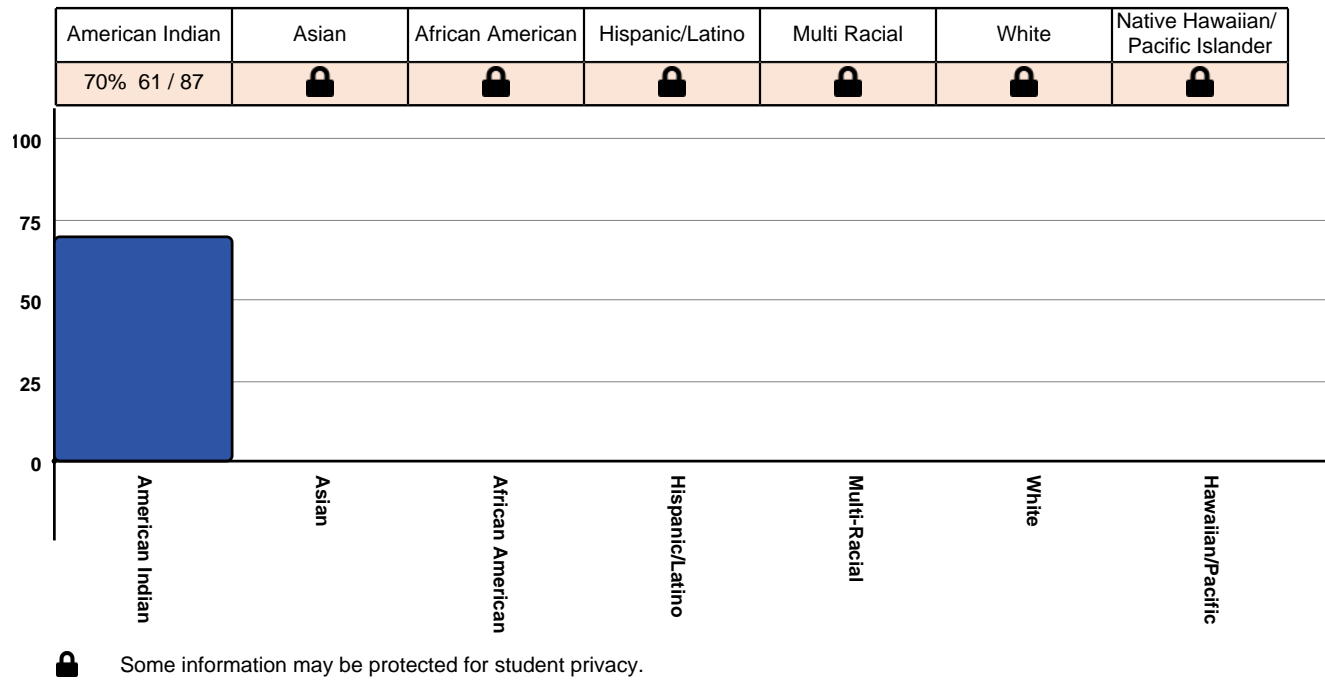 American Indian Asian African American Hispanic/Latino Multi Racial White Native Hawaiian/
Pacific Islander
70% 61 / 87
100
75
50
25
0
American Indian
Asian
African American
Hispanic/Latino
Multi-Racial
White
Hawaiian/Pacific
Some information may be protected for student privacy.